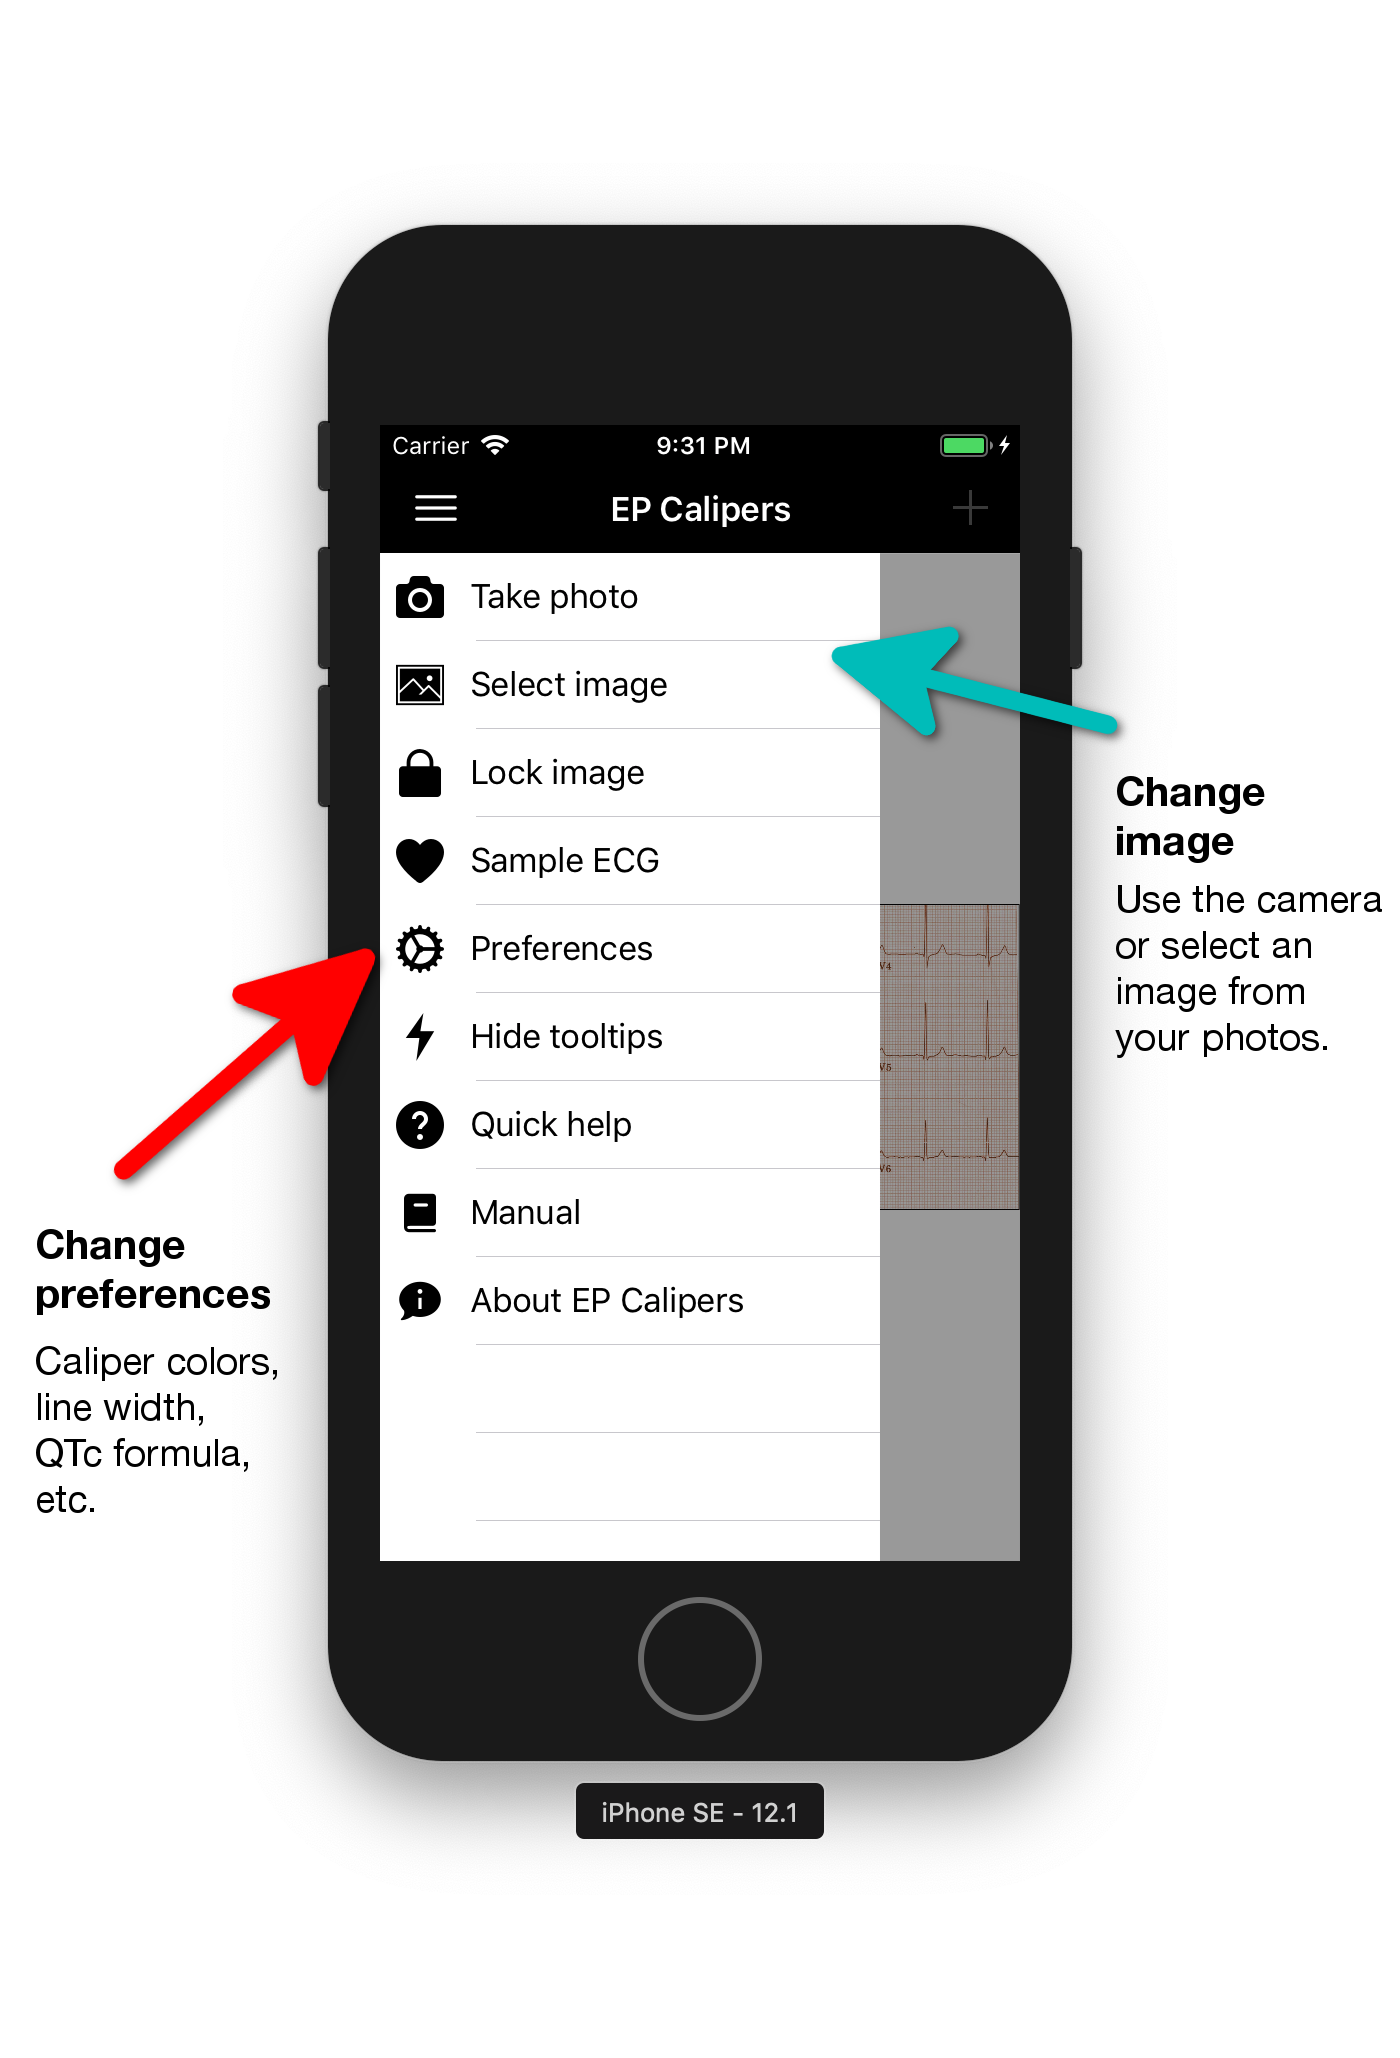 Carrier 9:31 PM
EP Calipers
Take photo
Select image
Lock image
Sample ECG
Preferences
Hide tooltips
Quick help
Manual
About EP Calipers
V4
V5
V6
Change
image
Use the camera
or select an
image from
your photos.
Change
preferences
Caliper colors,
line width,
QTc formula,
etc.
iPhone SE - 12.1